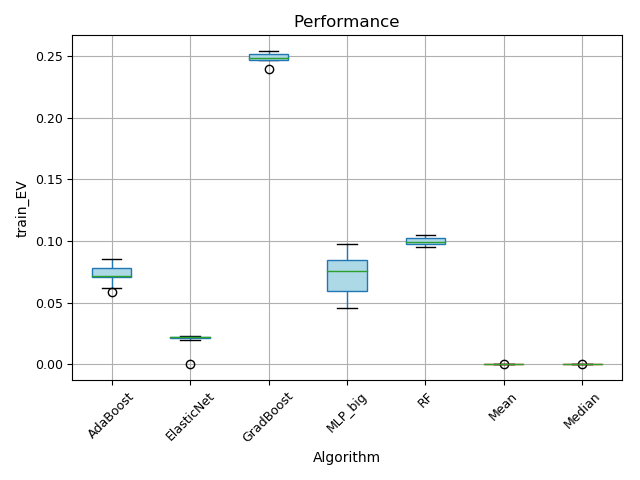 Performance
train_EV
0.25
0.20
0.15
0.10
0.05
0.00
AdaBoost
ElasticNet
GradBoost
MLP_big
RF
Mean
Median
Algorithm